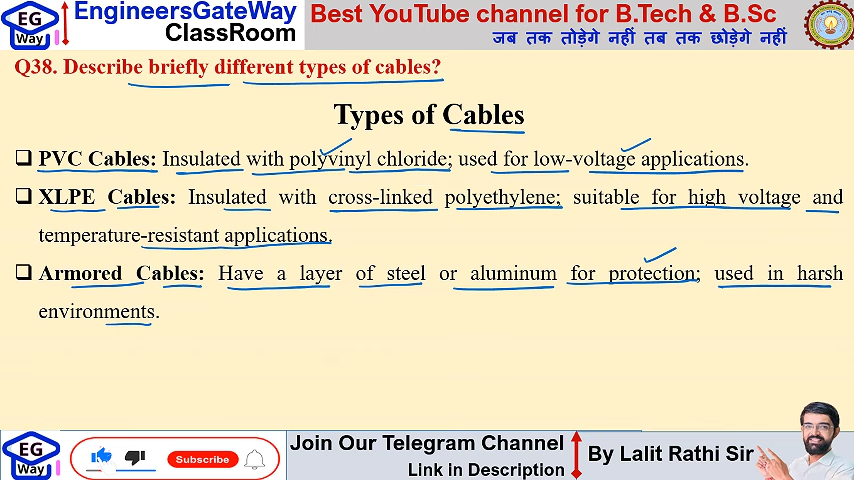 EG
Way
EngineersGateWay
ClassRoom
Best YouTube channel for B.Tech & B.Sc
जब तक तोड़ेगे नहीं तब तक छोड़ेगे नहीं
Q38. Describe briefly different types of cables?
Types of Cables
PVC Cables: Insulated with polyvinyl chloride; used for low-voltage applications.
XLPE Cables: Insulated with cross-linked polyethylene; suitable for high voltage and
temperature-resistant applications.
Armored Cables: Have a layer of steel or aluminum for protection; used in harsh
environments.
EG
Way
Subscribe
Join Our Telegram Channel
Link in Description
By Lalit Rathi Sir